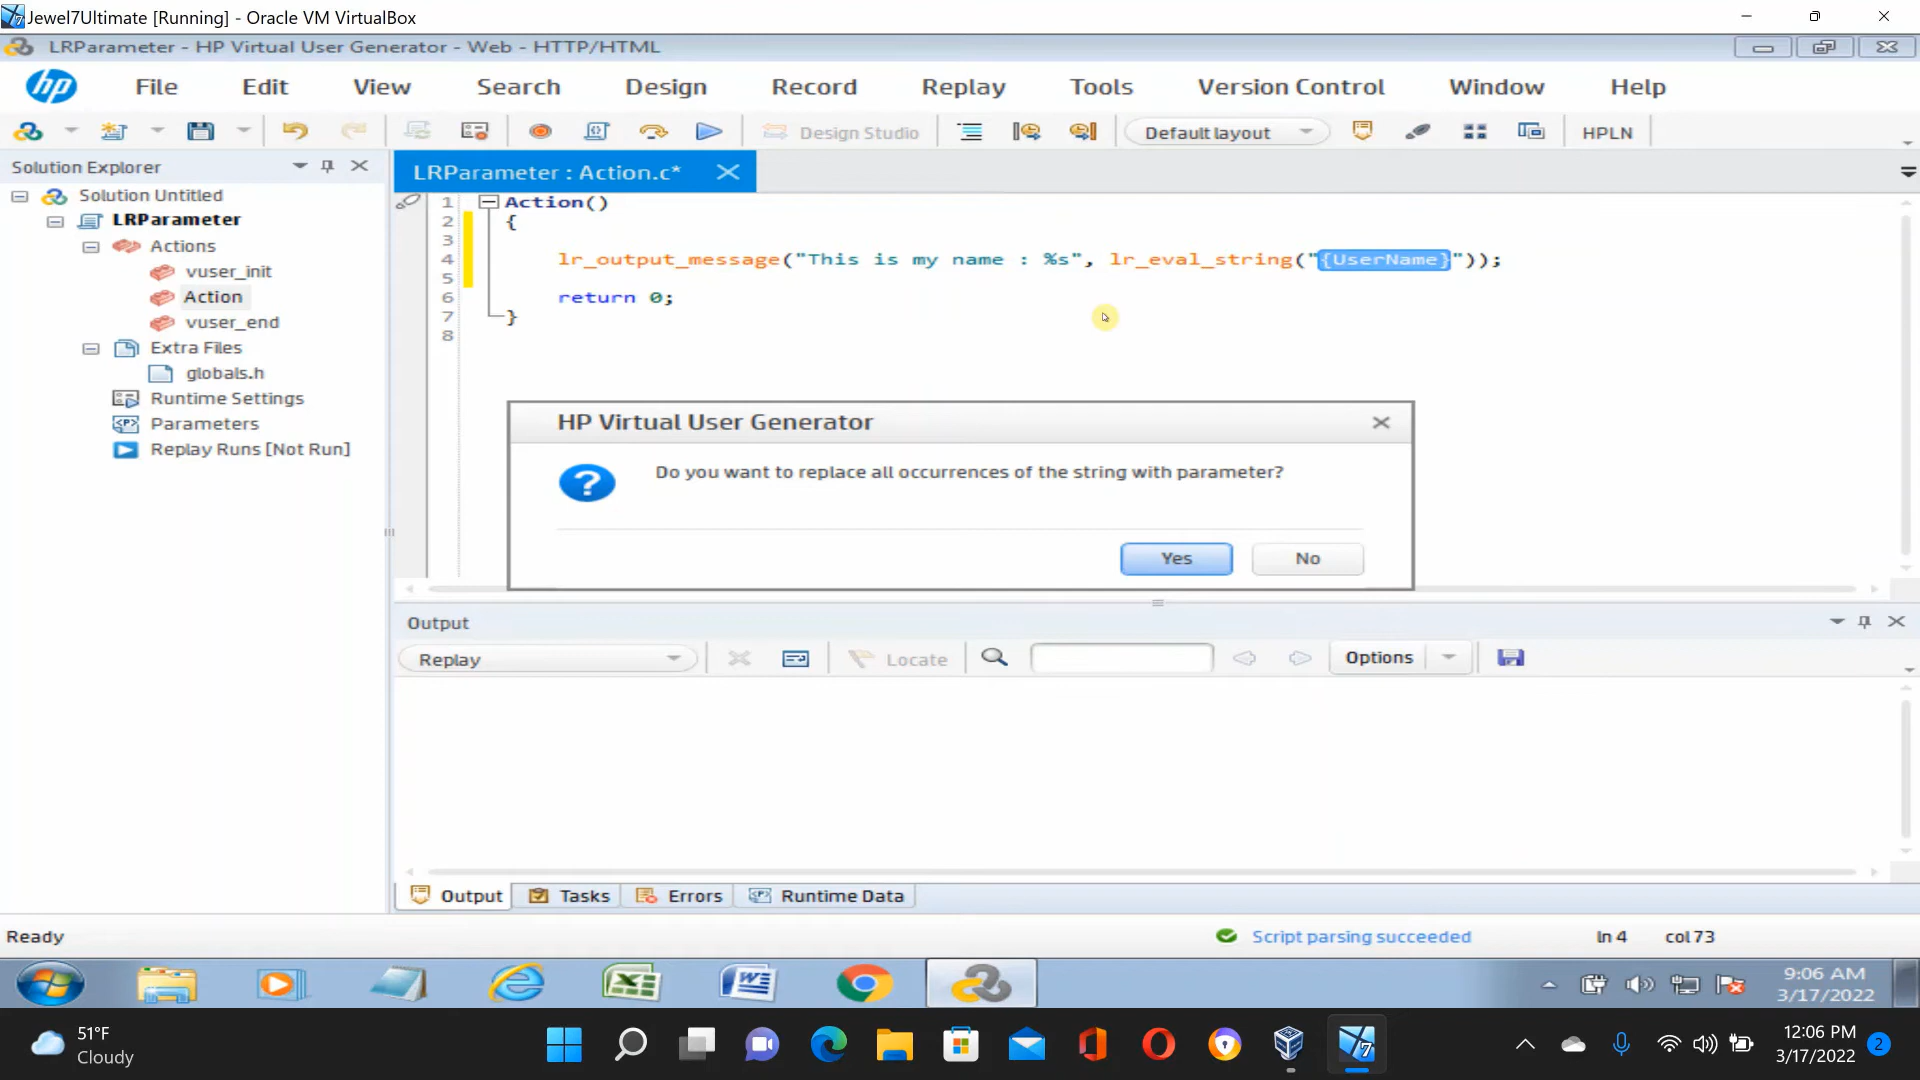 Jewel7Ultimate [Running] - Oracle VM VirtualBox
LRParameter - HP Virtual User Generator - Web - HTTP/HTML
hp File Edit View Search Design Record Replay Tools Version Control Window Help
Design Studio Default layout HPLN
Solution Explorer
LRParameter : Action.c*
Solution Untitled
LRParameter
Actions
vuser_init
Action
vuser_end
Extra Files
globals.h
Runtime Settings
Parameters
Replay Runs [Not Run]
1 Action()
2 {
3
4 lr_output_message("This is my name : %s", lr_eval_string("{UserName}"));
5
6 return 0;
7 }
8
HP Virtual User Generator
? Do you want to replace all occurrences of the string with parameter?
Yes No
Output
Replay Locate Options
Output Tasks Errors Runtime Data
Ready Script parsing succeeded ln 4 col 73
9:06 AM
3/17/2022
51°F
Cloudy
12:06 PM
3/17/2022
2